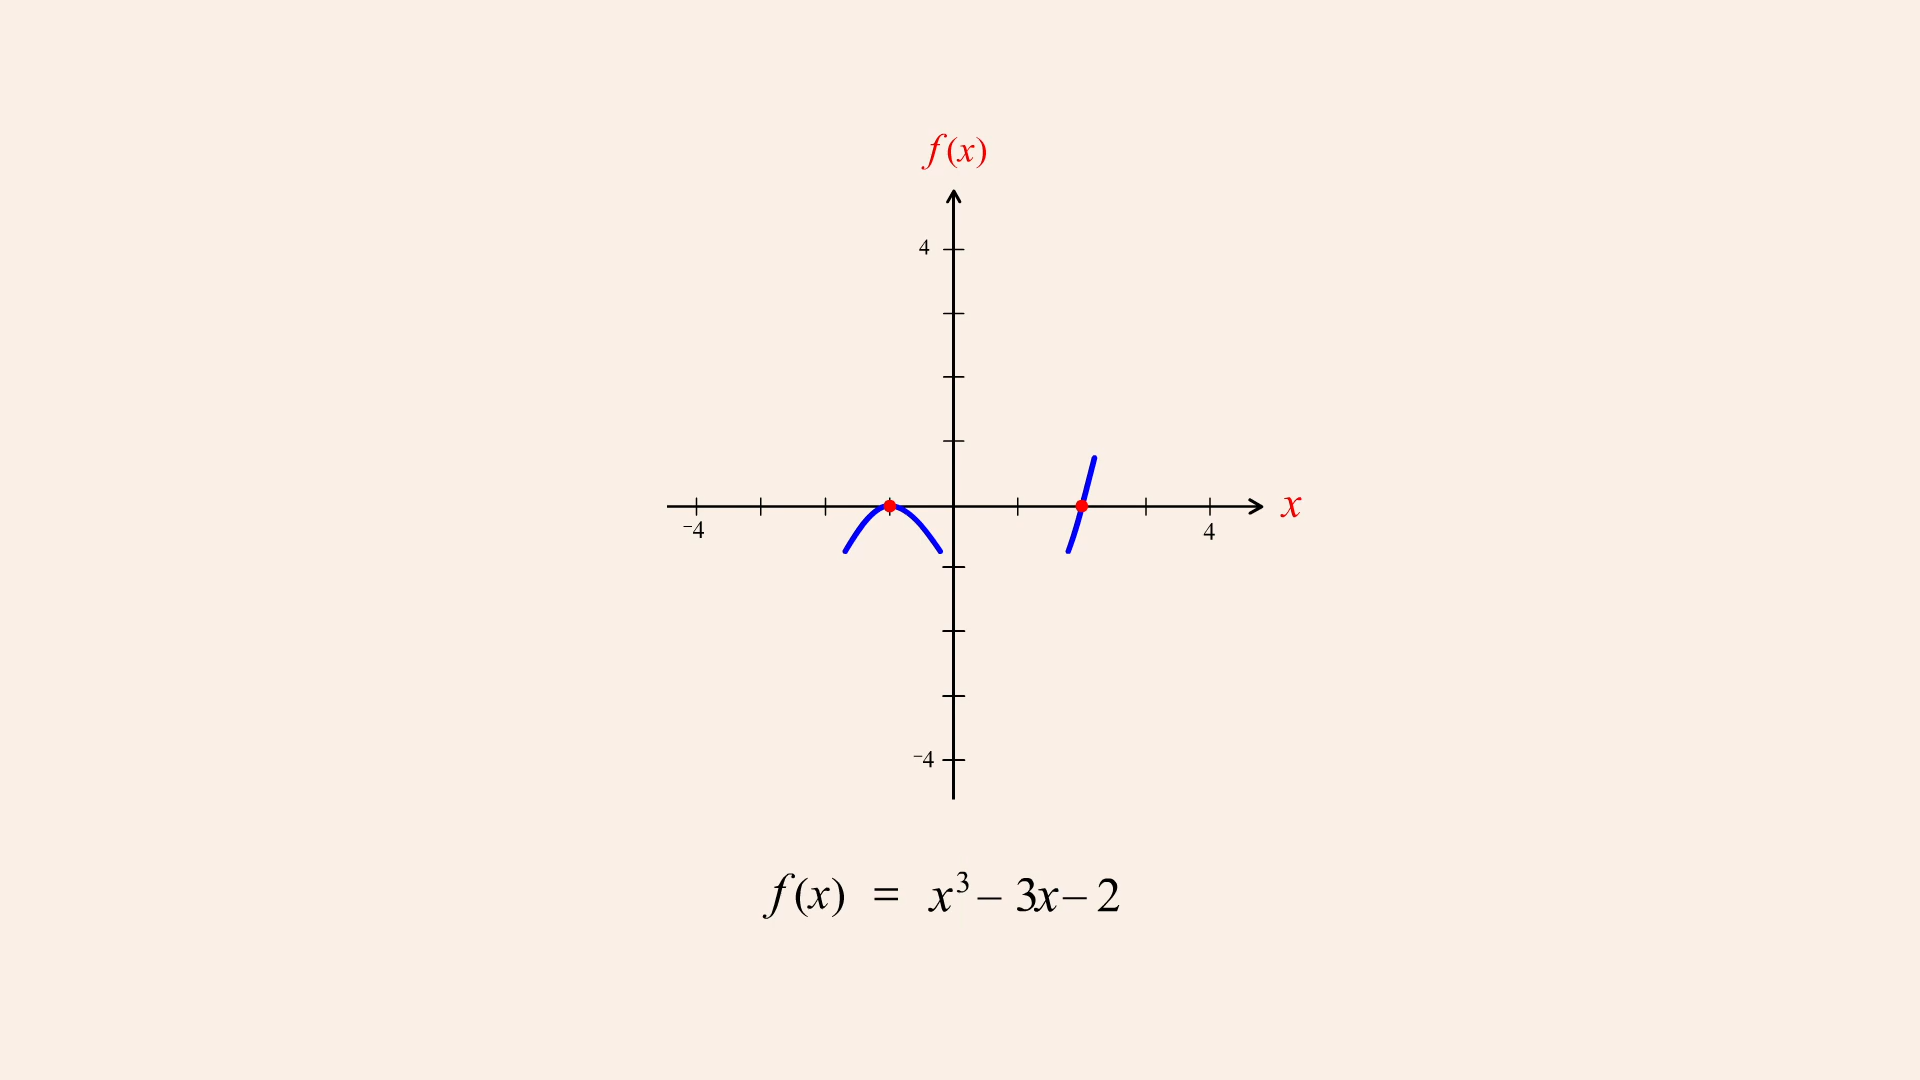 f(x)
4
−4
4
x
−4
f(x) = x³ – 3x – 2